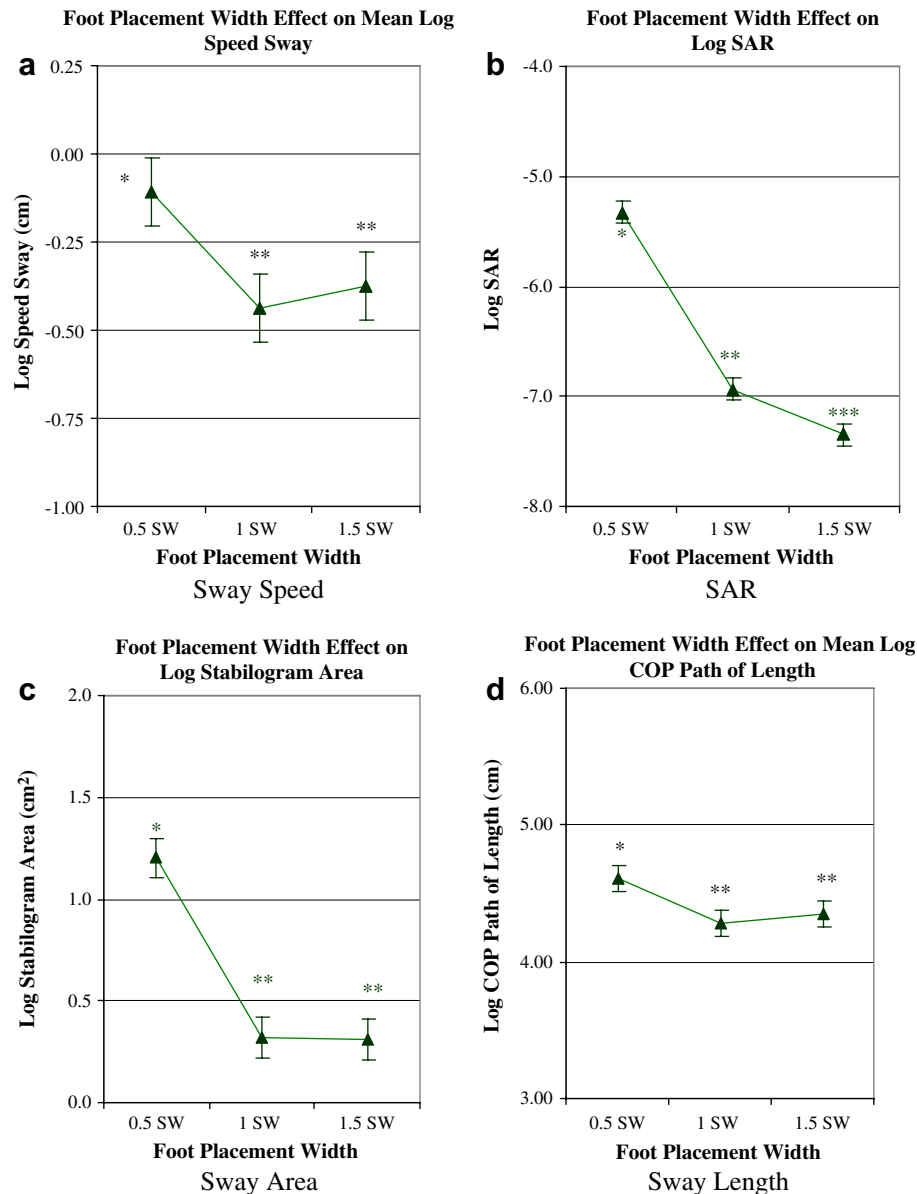 Foot Placement Width Effect on Mean Log
Speed Sway
a
0.25
0.00
-0.25
-0.50
-0.75
-1.00
Log Speed Sway (cm)
*
**
**
0.5 SW
1 SW
1.5 SW
Foot Placement Width
Sway Speed
Foot Placement Width Effect on
Log SAR
b
-4.0
-5.0
-6.0
-7.0
-8.0
Log SAR
*
**
***
0.5 SW
1 SW
1.5 SW
Foot Placement Width
SAR
Foot Placement Width Effect on
Log Stabilogram Area
c
2.0
1.5
1.0
0.5
0.0
Log Stabilogram Area (cm²)
*
**
**
0.5 SW
1 SW
1.5 SW
Foot Placement Width
Sway Area
Foot Placement Width Effect on Mean Log
COP Path of Length
d
6.00
5.00
4.00
3.00
Log COP Path of Length (cm)
*
**
**
0.5 SW
1 SW
1.5 SW
Foot Placement Width
Sway Length